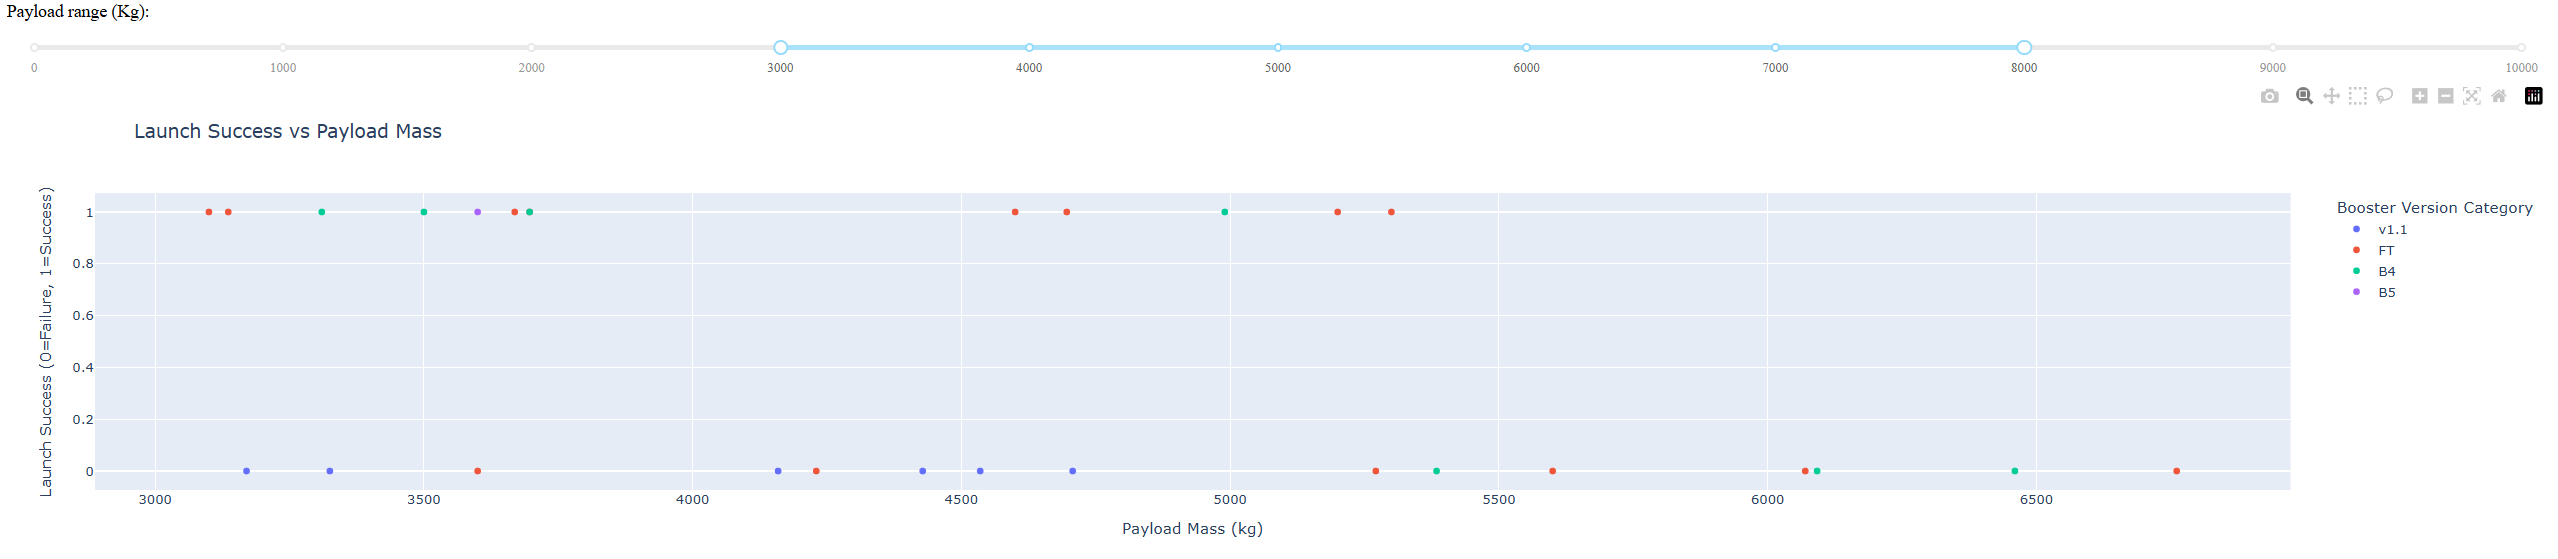 Payload range (Kg):
0 1000 2000 3000 4000 5000 6000 7000 8000 9000 10000
Launch Success vs Payload Mass
Launch Success (0=Failure, 1=Success)
1
0.8
0.6
0.4
0.2
0
3000 3500 4000 4500 5000 5500 6000 6500
Payload Mass (kg)
Booster Version Category
v1.1
FT
B4
B5